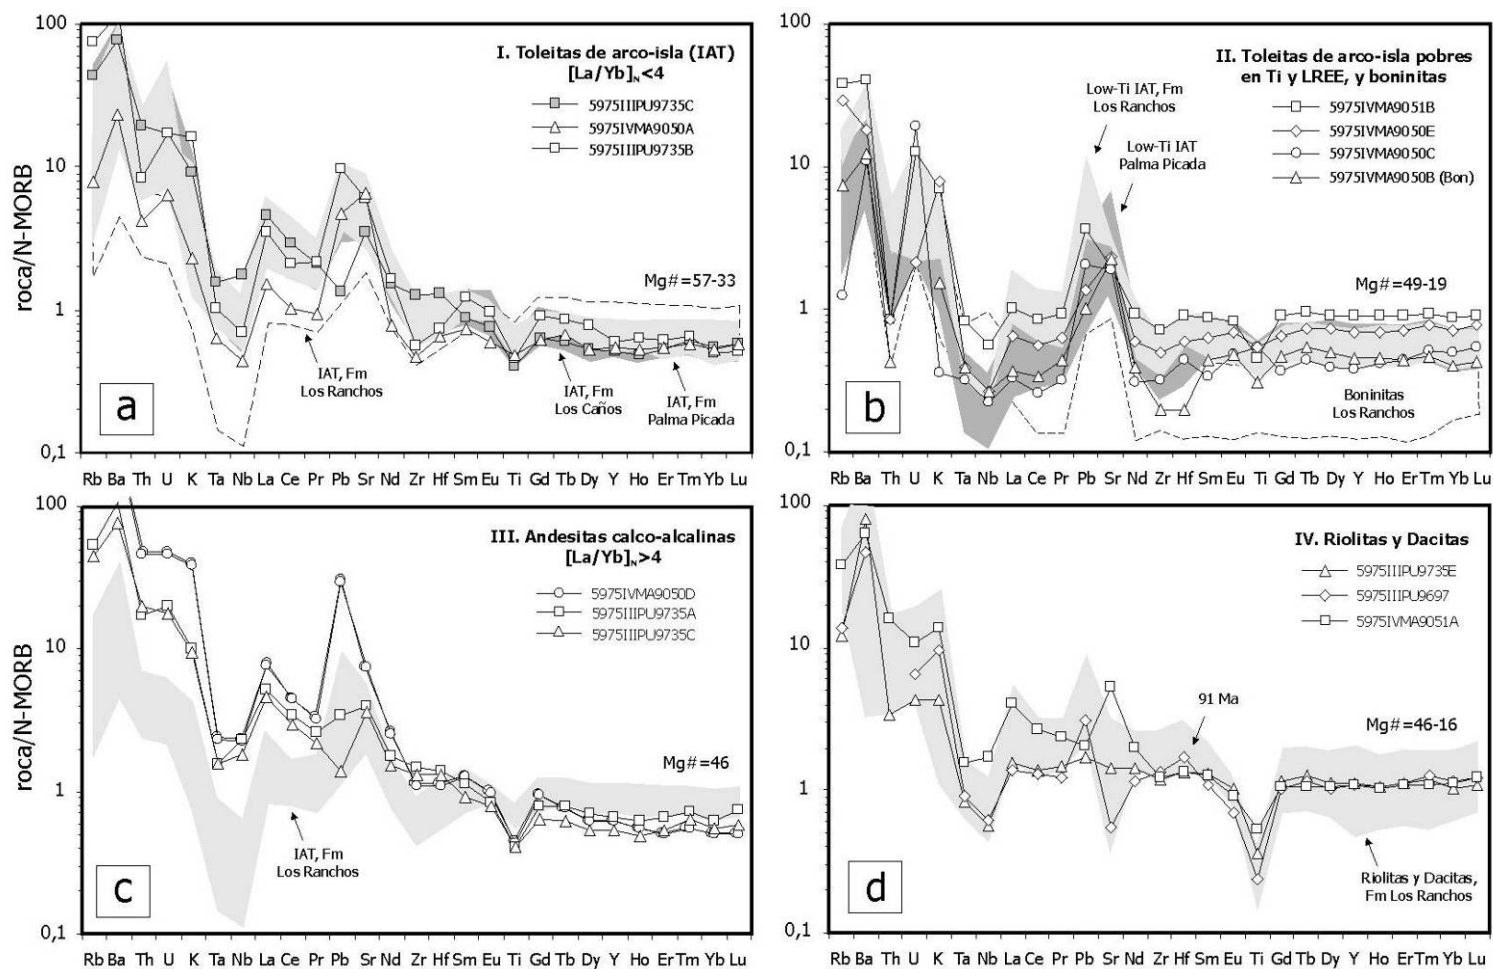 100
10
1
0,1
roca/N-MORB
I. Toleitas de arco-isla (IAT)
[La/Yb]N<4
5975IIIPU9735C
5975IVMA9050A
5975IIIPU9735B
Mg#=57-33
IAT, Fm
Los Ranchos
IAT, Fm
Los Caños
IAT, Fm
Palma Picada
a
Rb Ba Th U K Ta Nb La Ce Pr Pb Sr Nd Zr Hf Sm Eu Ti Gd Tb Dy Y Ho Er Tm Yb Lu
100
10
1
0,1
II. Toleitas de arco-isla pobres
en Ti y LREE, y boninitas
5975IVMA9051B
5975IVMA9050E
5975IVMA9050C
5975IVMA9050B (Bon)
Low-Ti IAT, Fm
Los Ranchos
Low-Ti IAT
Palma Picada
Mg#=49-19
Boninitas
Los Ranchos
b
Rb Ba Th U K Ta Nb La Ce Pr Pb Sr Nd Zr Hf Sm Eu Ti Gd Tb Dy Y Ho Er Tm Yb Lu
100
10
1
0,1
roca/N-MORB
III. Andesitas calco-alcalinas
[La/Yb]N>4
5975IVMA9050D
5975IIIPU9735A
5975IIIPU9735C
Mg#=46
IAT, Fm
Los Ranchos
c
Rb Ba Th U K Ta Nb La Ce Pr Pb Sr Nd Zr Hf Sm Eu Ti Gd Tb Dy Y Ho Er Tm Yb Lu
100
10
1
0,1
IV. Riolitas y Dacitas
5975IIIPU9735E
5975IIIPU9697
5975IVMA9051A
91 Ma
Mg#=46-16
Riolitas y Dacitas,
Fm Los Ranchos
d
Rb Ba Th U K Ta Nb La Ce Pr Pb Sr Nd Zr Hf Sm Eu Ti Gd Tb Dy Y Ho Er Tm Yb Lu